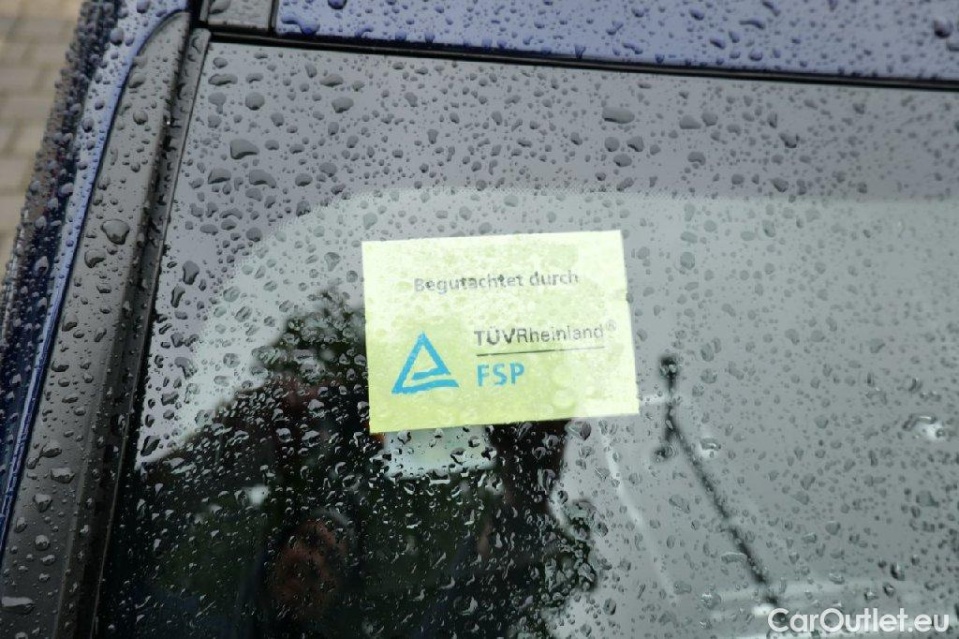 Begutachtet durch
TÜVRheinland®
FSP
CarOutlet.eu